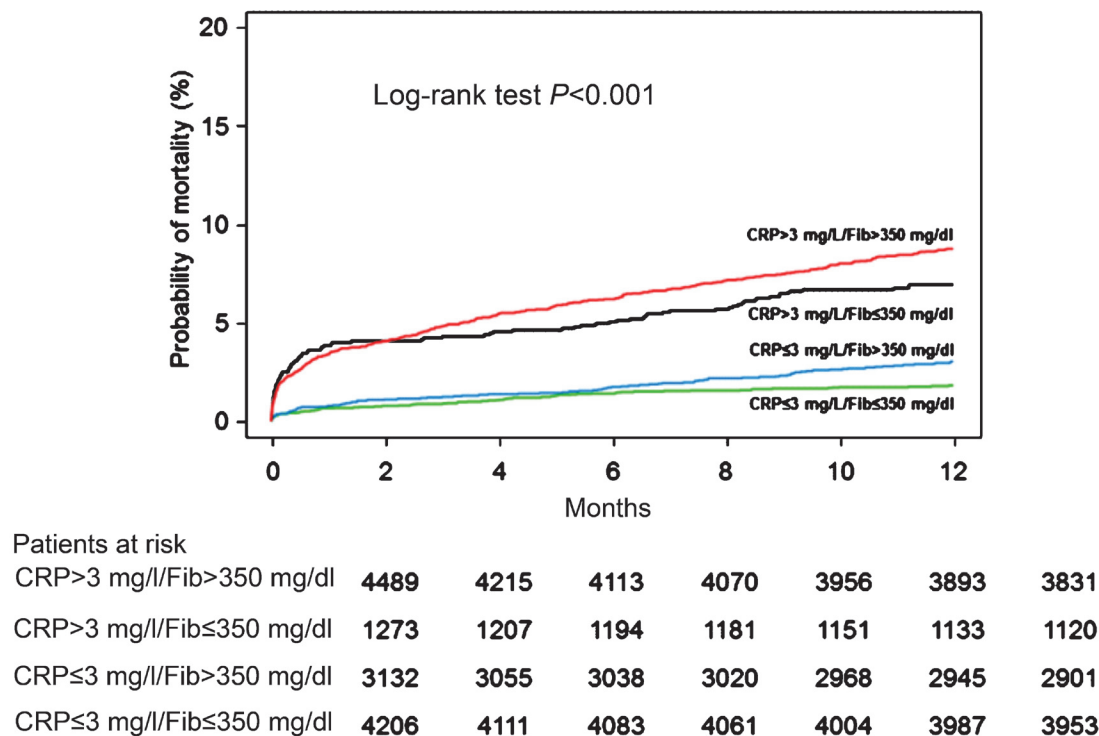 20
15
10
5
0
Probability of mortality (%)
Log-rank test P<0.001
CRP>3 mg/L/Fib>350 mg/dl
CRP>3 mg/L/Fib≤350 mg/dl
CRP≤3 mg/L/Fib>350 mg/dl
CRP≤3 mg/L/Fib≤350 mg/dl
0 2 4 6 8 10 12
Months
Patients at risk
CRP>3 mg/l/Fib>350 mg/dl 4489 4215 4113 4070 3956 3893 3831
CRP>3 mg/l/Fib≤350 mg/dl 1273 1207 1194 1181 1151 1133 1120
CRP≤3 mg/l/Fib>350 mg/dl 3132 3055 3038 3020 2968 2945 2901
CRP≤3 mg/l/Fib≤350 mg/dl 4206 4111 4083 4061 4004 3987 3953